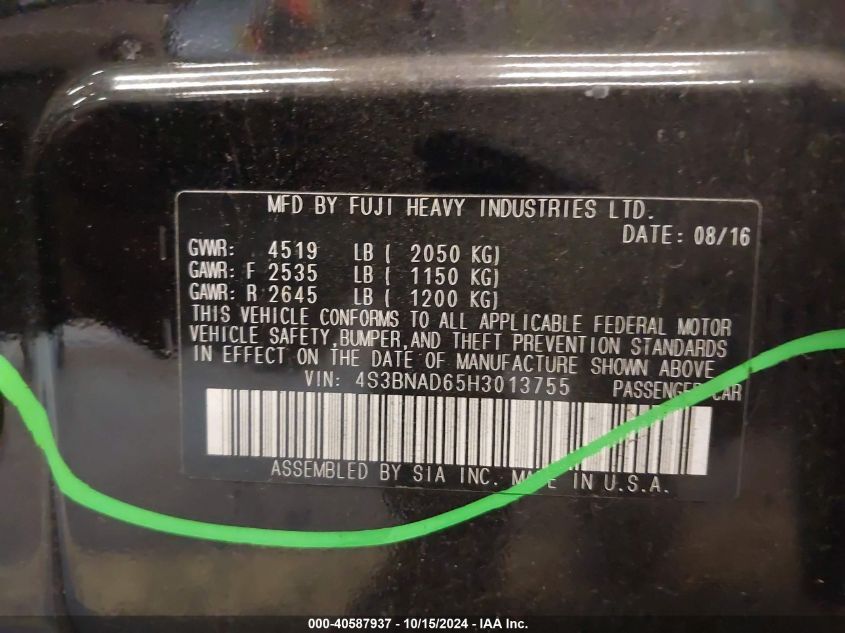 MFD BY FUJI HEAVY INDUSTRIES LTD.
DATE: 08/16
GVWR: 4519 LB ( 2050 KG)
GAWR: F 2535 LB ( 1150 KG)
GAWR: R 2645 LB ( 1200 KG)
THIS VEHICLE CONFORMS TO ALL APPLICABLE FEDERAL MOTOR
VEHICLE SAFETY, BUMPER, AND THEFT PREVENTION STANDARDS
IN EFFECT ON THE DATE OF MANUFACTURE SHOWN ABOVE
VIN: 4S3BNAD65H3013755 PASSENGER CAR
ASSEMBLED BY SIA INC. MADE IN U.S.A.
000-40587937 - 10/15/2024 - IAA Inc.